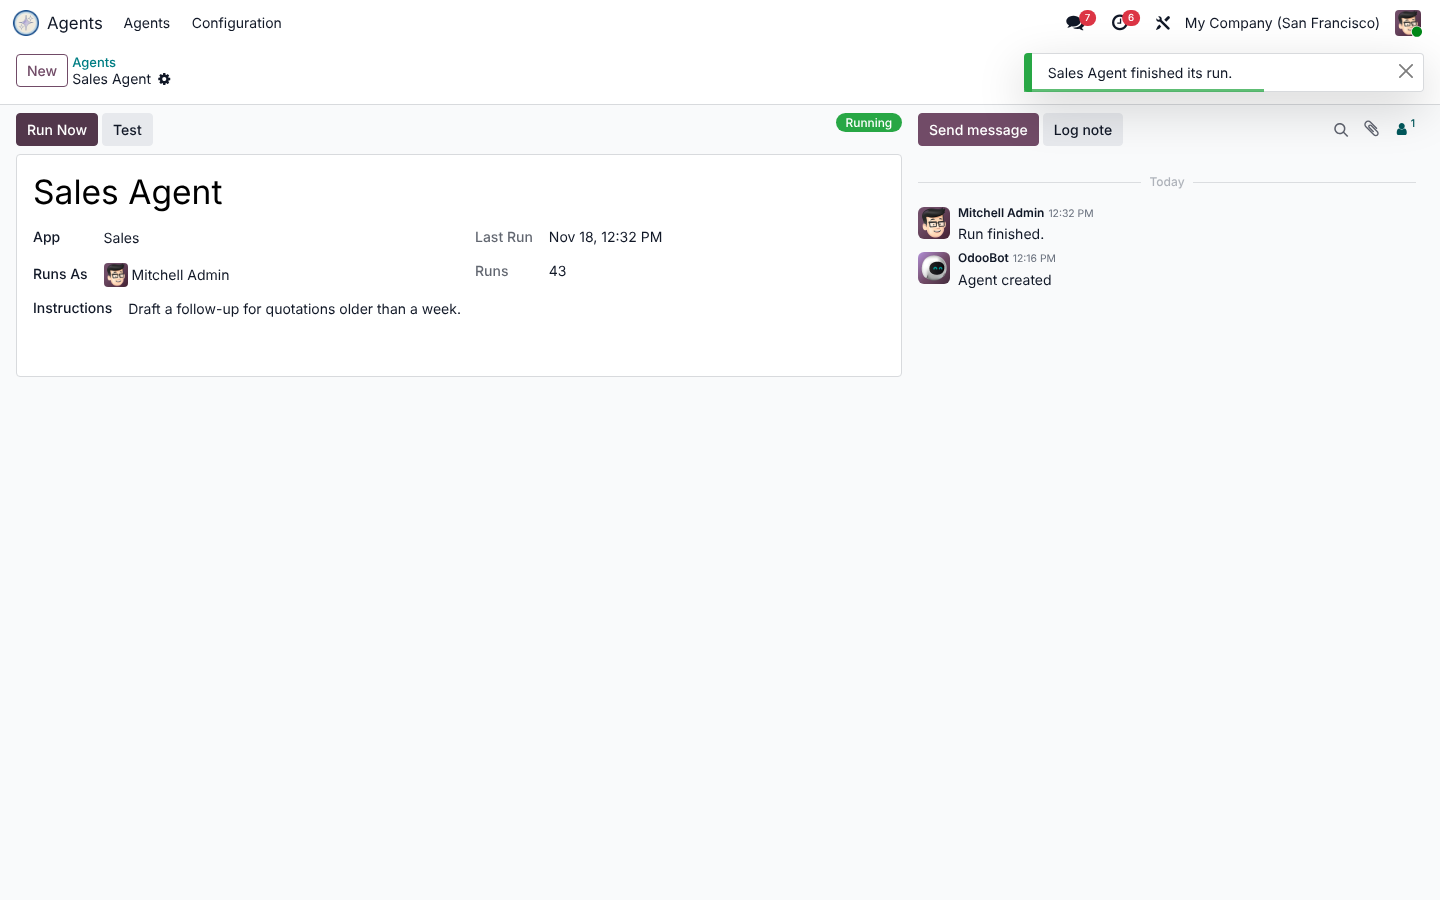 Agents
Agents
Configuration
7
6
My Company (San Francisco)
New
Agents
Sales Agent
Sales Agent finished its run.
Run Now
Test
Running
Send message
Log note
1
Sales Agent
App
Sales
Last Run
Nov 18, 12:32 PM
Runs As
Mitchell Admin
Runs
43
Instructions
Draft a follow-up for quotations older than a week.
Today
Mitchell Admin 12:32 PM
Run finished.
OdooBot 12:16 PM
Agent created